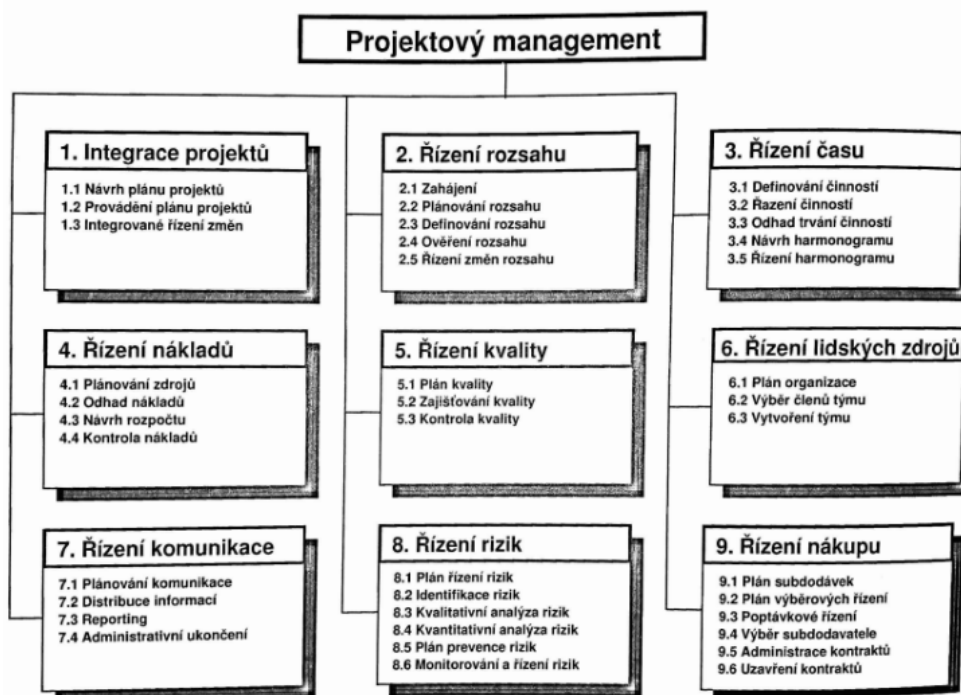 Projektový management
1. Integrace projektů
1.1 Návrh plánu projektů
1.2 Provádění plánu projektů
1.3 Integrované řízení změn
2. Řízení rozsahu
2.1 Zahájení
2.2 Plánování rozsahu
2.3 Definování rozsahu
2.4 Ověření rozsahu
2.5 Řízení změn rozsahu
3. Řízení času
3.1 Definování činností
3.2 Řazení činností
3.3 Odhad trvání činností
3.4 Návrh harmonogramu
3.5 Řízení harmonogramu
4. Řízení nákladů
4.1 Plánování zdrojů
4.2 Odhad nákladů
4.3 Návrh rozpočtu
4.4 Kontrola nákladů
5. Řízení kvality
5.1 Plán kvality
5.2 Zajišťování kvality
5.3 Kontrola kvality
6. Řízení lidských zdrojů
6.1 Plán organizace
6.2 Výběr členů týmu
6.3 Vytvoření týmu
7. Řízení komunikace
7.1 Plánování komunikace
7.2 Distribuce informací
7.3 Reporting
7.4 Administrativní ukončení
8. Řízení rizik
8.1 Plán řízení rizik
8.2 Identifikace rizik
8.3 Kvalitativní analýza rizik
8.4 Kvantitativní analýza rizik
8.5 Plán prevence rizik
8.6 Monitorování a řízení rizik
9. Řízení nákupu
9.1 Plán subdodávek
9.2 Plán výběrových řízení
9.3 Poptávkové řízení
9.4 Výběr subdodavatele
9.5 Administrace kontraktů
9.6 Uzavření kontraktů